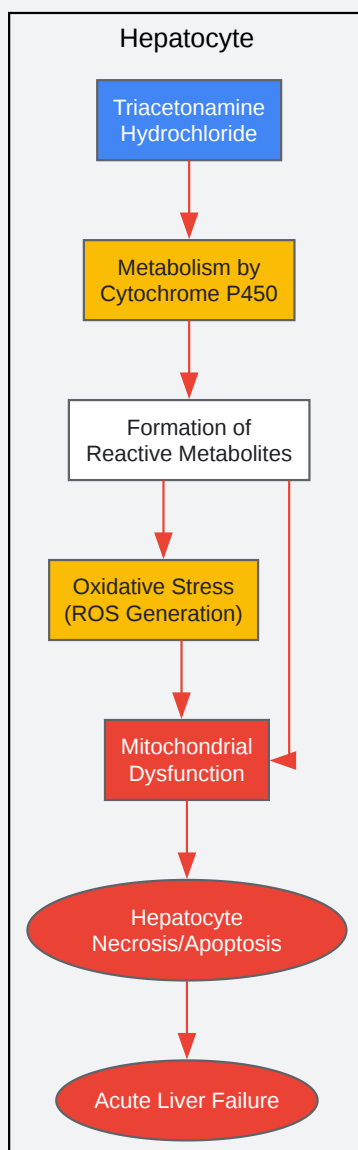 Hepatocyte
Triacetonamine
Hydrochloride
Metabolism by
Cytochrome P450
Formation of
Reactive Metabolites
Oxidative Stress
(ROS Generation)
Mitochondrial
Dysfunction
Hepatocyte
Necrosis/Apoptosis
Acute Liver Failure